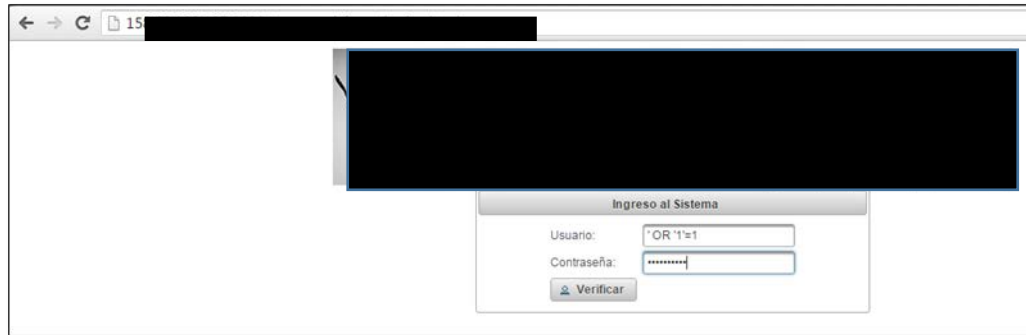 15
Ingreso al Sistema
Usuario: ' OR '1'=1
Contraseña: ••••••••••
Verificar